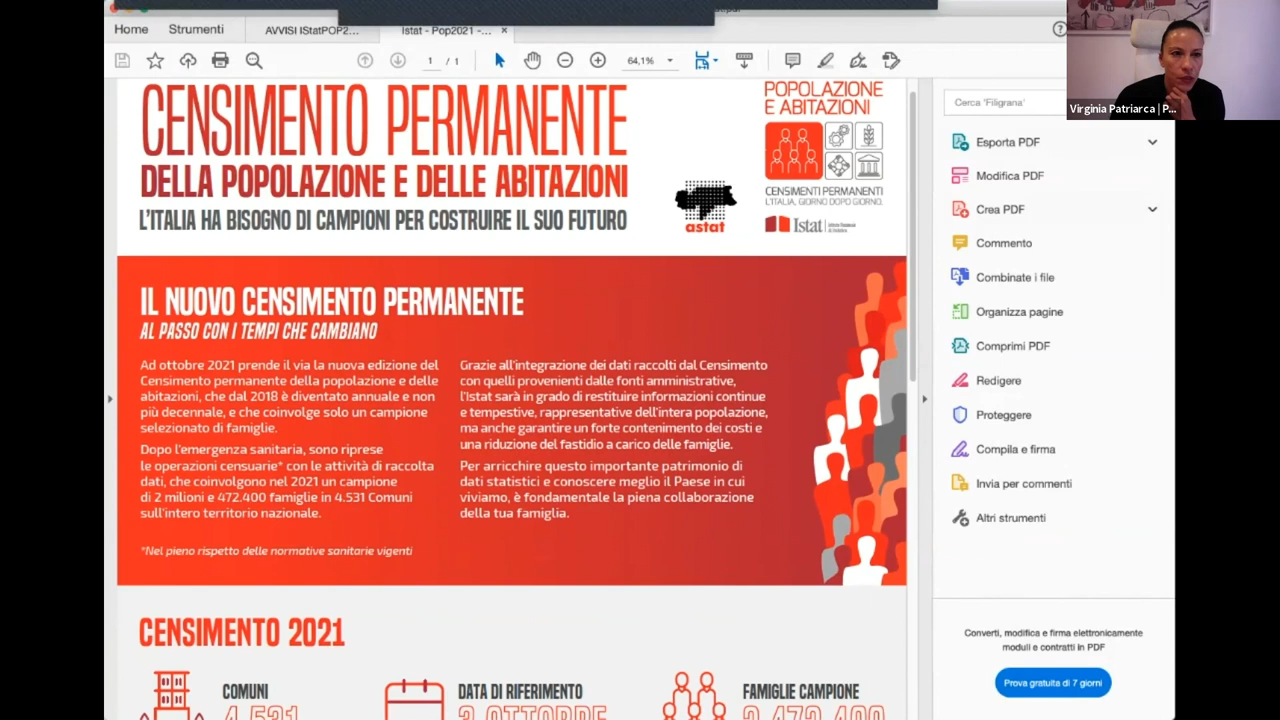 Home
Strumenti
AVVISI IStatPOP2...
Istat - Pop2021 -...
×
?
1 / 1
64,1%
Cerca 'Filigrana'
Virginia Patriarca | P...
CENSIMENTO PERMANENTE
DELLA POPOLAZIONE E DELLE ABITAZIONI
L'ITALIA HA BISOGNO DI CAMPIONI PER COSTRUIRE IL SUO FUTURO
astat
POPOLAZIONE
E ABITAZIONI
CENSIMENTI PERMANENTI
L'ITALIA, GIORNO DOPO GIORNO.
Istat
IL NUOVO CENSIMENTO PERMANENTE
AL PASSO CON I TEMPI CHE CAMBIANO
Ad ottobre 2021 prende il via la nuova edizione del
Censimento permanente della popolazione e delle
abitazioni, che dal 2018 è diventato annuale e non
più decennale, e che coinvolge solo un campione
selezionato di famiglie.
Dopo l'emergenza sanitaria, sono riprese
le operazioni censuarie* con le attività di raccolta
dati, che coinvolgono nel 2021 un campione
di 2 milioni e 472.400 famiglie in 4.531 Comuni
sull'intero territorio nazionale.
*Nel pieno rispetto delle normative sanitarie vigenti
Grazie all'integrazione dei dati raccolti dal Censimento
con quelli provenienti dalle fonti amministrative,
l'Istat sarà in grado di restituire informazioni continue
e tempestive, rappresentative dell'intera popolazione,
ma anche garantire un forte contenimento dei costi e
una riduzione del fastidio a carico delle famiglie.
Per arricchire questo importante patrimonio di
dati statistici e conoscere meglio il Paese in cui
viviamo, è fondamentale la piena collaborazione
della tua famiglia.
CENSIMENTO 2021
COMUNI
4.531
DATA DI RIFERIMENTO
3 OTTOBRE
FAMIGLIE CAMPIONE
2.472.400
Esporta PDF
Modifica PDF
Crea PDF
Commento
Combinate i file
Organizza pagine
Comprimi PDF
Redigere
Proteggere
Compila e firma
Invia per commenti
Altri strumenti
Converti, modifica e firma elettronicamente
moduli e contratti in PDF
Prova gratuita di 7 giorni